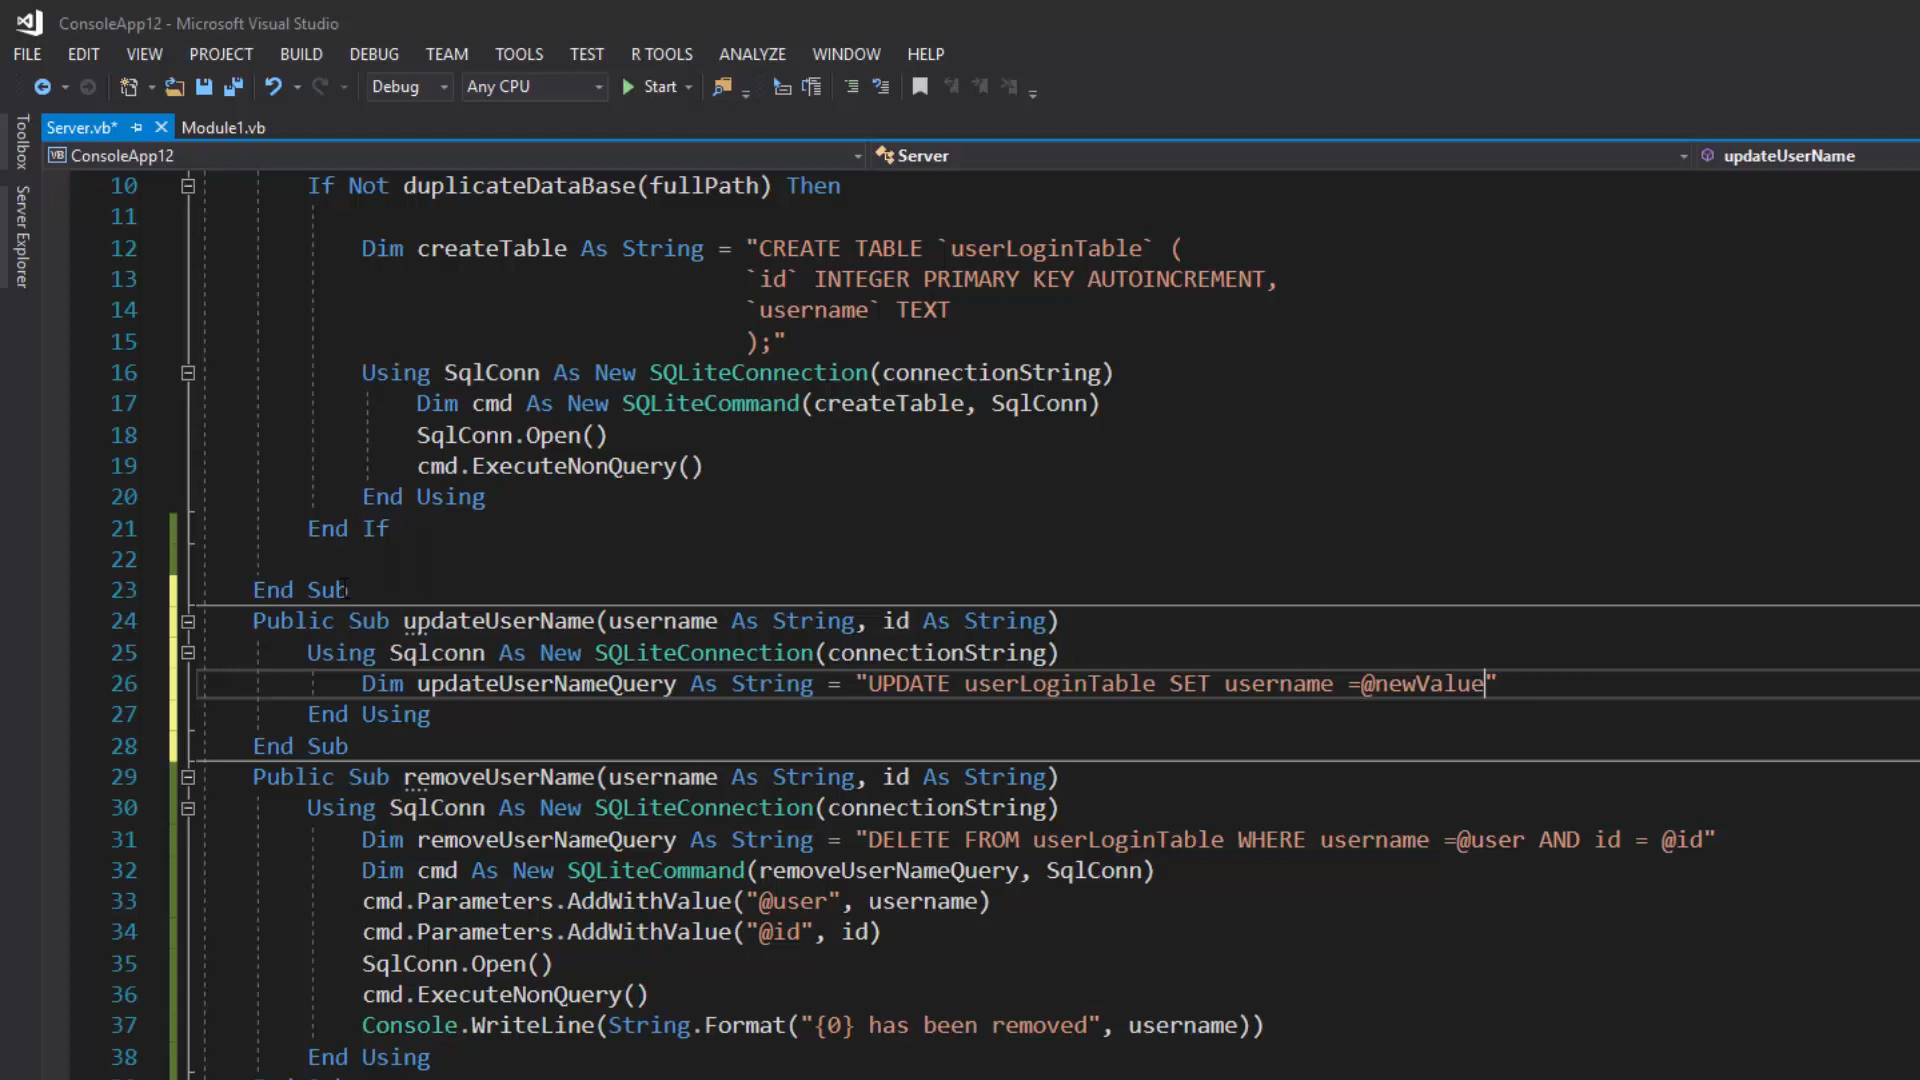 ConsoleApp12 - Microsoft Visual Studio
FILE EDIT VIEW PROJECT BUILD DEBUG TEAM TOOLS TEST R TOOLS ANALYZE WINDOW HELP
Debug Any CPU Start
Server.vb* Module1.vb
Toolbox
Server Explorer
VB ConsoleApp12 Server updateUserName
10 If Not duplicateDataBase(fullPath) Then
11
12 Dim createTable As String = "CREATE TABLE `userLoginTable` (
13 `id` INTEGER PRIMARY KEY AUTOINCREMENT,
14 `username` TEXT
15 );"
16 Using SqlConn As New SQLiteConnection(connectionString)
17 Dim cmd As New SQLiteCommand(createTable, SqlConn)
18 SqlConn.Open()
19 cmd.ExecuteNonQuery()
20 End Using
21 End If
22
23 End Sub
24 Public Sub updateUserName(username As String, id As String)
25 Using Sqlconn As New SQLiteConnection(connectionString)
26 Dim updateUserNameQuery As String = "UPDATE userLoginTable SET username =@newValue"
27 End Using
28 End Sub
29 Public Sub removeUserName(username As String, id As String)
30 Using SqlConn As New SQLiteConnection(connectionString)
31 Dim removeUserNameQuery As String = "DELETE FROM userLoginTable WHERE username =@user AND id = @id"
32 Dim cmd As New SQLiteCommand(removeUserNameQuery, SqlConn)
33 cmd.Parameters.AddWithValue("@user", username)
34 cmd.Parameters.AddWithValue("@id", id)
35 SqlConn.Open()
36 cmd.ExecuteNonQuery()
37 Console.WriteLine(String.Format("{0} has been removed", username))
38 End Using